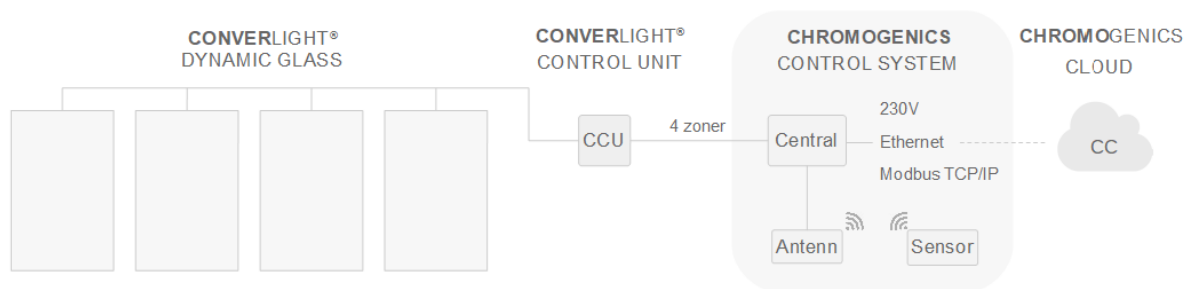 CONVERLIGHT®
DYNAMIC GLASS
CONVERLIGHT®
CONTROL UNIT
CHROMOGENICS
CONTROL SYSTEM
CHROMOGENICS
CLOUD
CCU
4 zoner
Central
230V
Ethernet
Modbus TCP/IP
CC
Antenn
Sensor